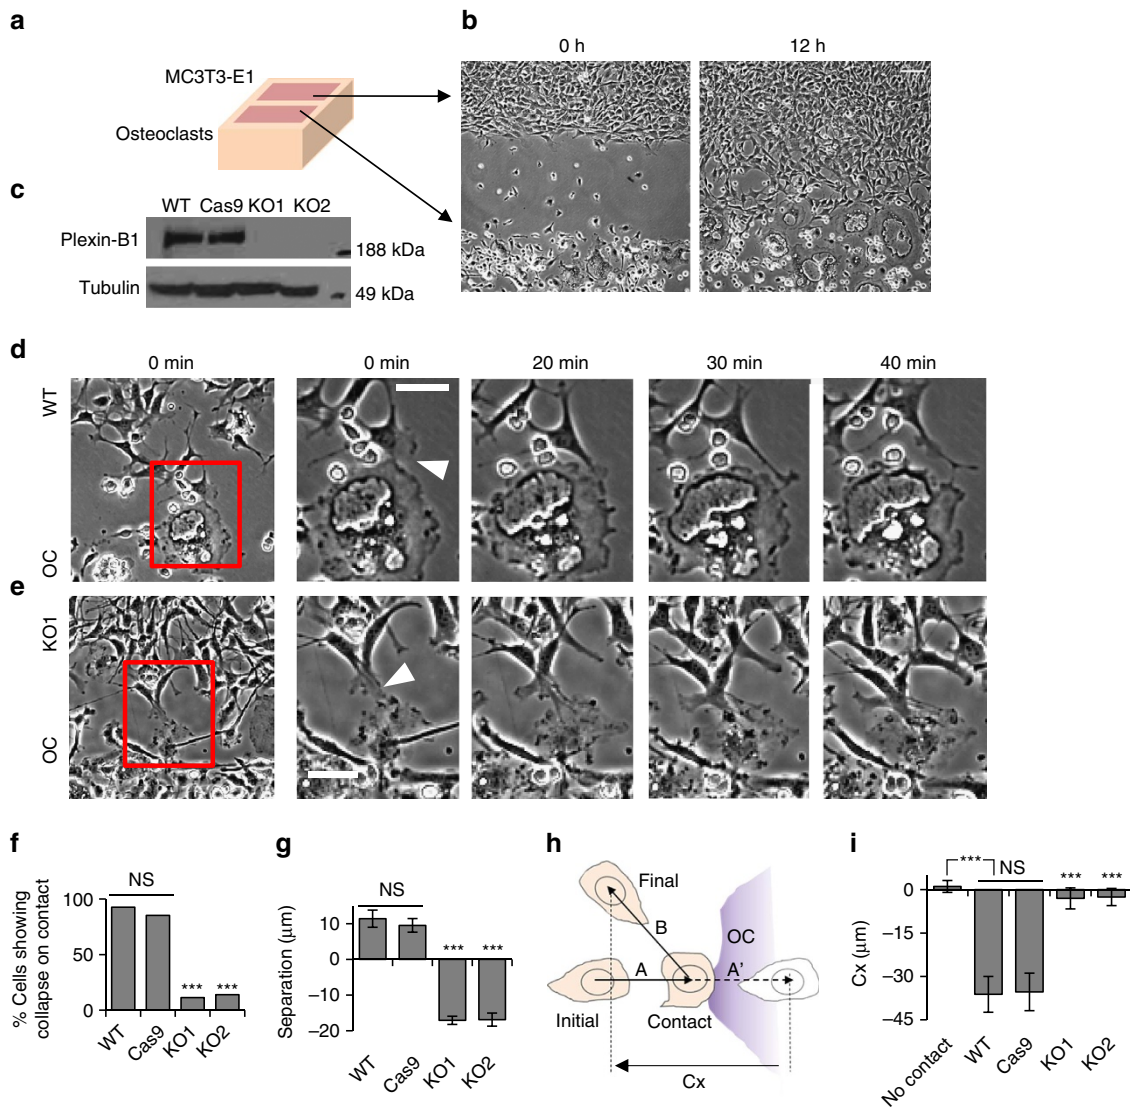 a
MC3T3-E1
Osteoclasts
b
0 h
12 h
c
WT Cas9 KO1 KO2
Plexin-B1
188 kDa
Tubulin
49 kDa
d
0 min
0 min
20 min
30 min
40 min
WT
OC
e
KO1
OC
f
% Cells showing
collapse on contact
NS
100
50
0
***
***
WT
Cas9
KO1
KO2
g
Separation (μm)
NS
10
0
–10
–20
***
***
WT
Cas9
KO1
KO2
h
Final
B
OC
A
A’
Initial
Contact
Cx
i
Cx (μm)
***
NS
***
***
0
–15
–30
–45
No contact
WT
Cas9
KO1
KO2